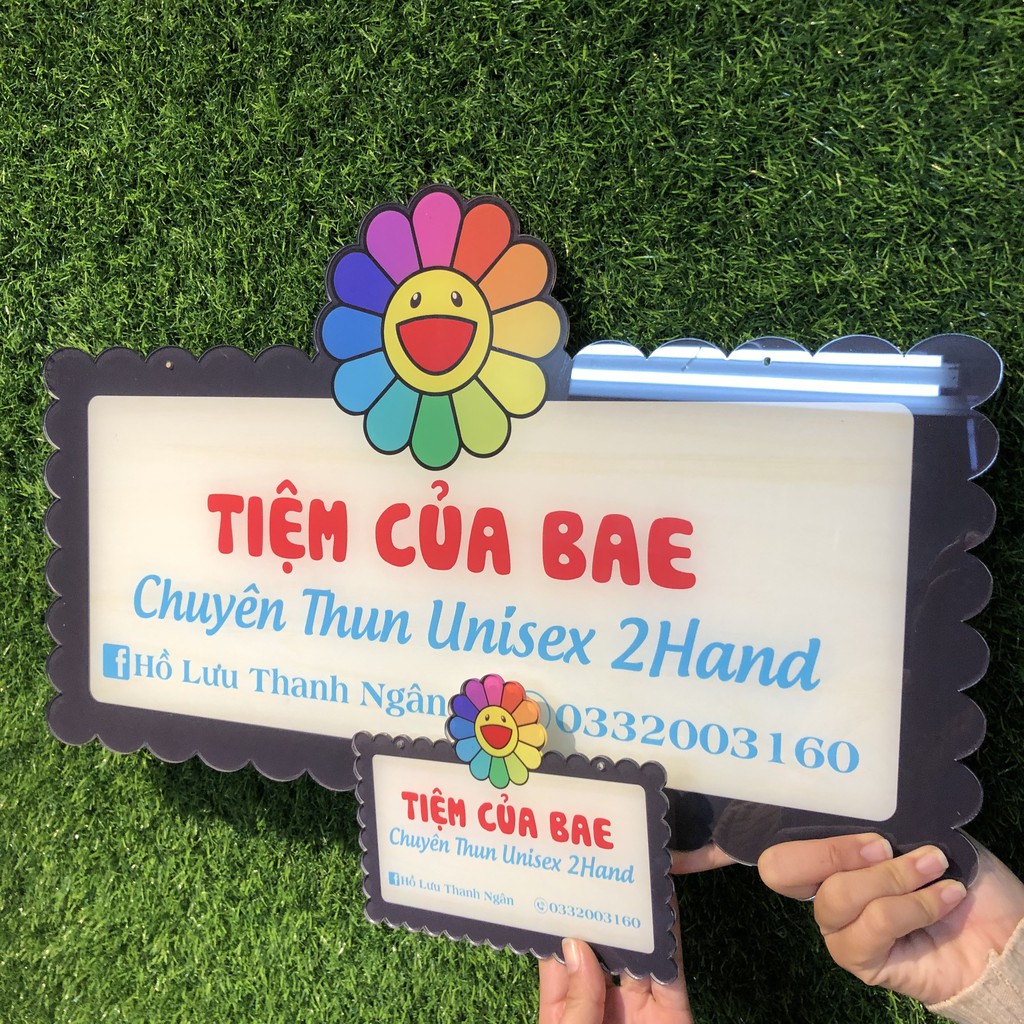 TIỆM CỦA BAE
Chuyên Thun Unisex 2Hand
f Hồ Lưu Thanh Ngân 0332003160
TIỆM CỦA BAE
Chuyên Thun Unisex 2Hand
f Hồ Lưu Thanh Ngân 0332003160